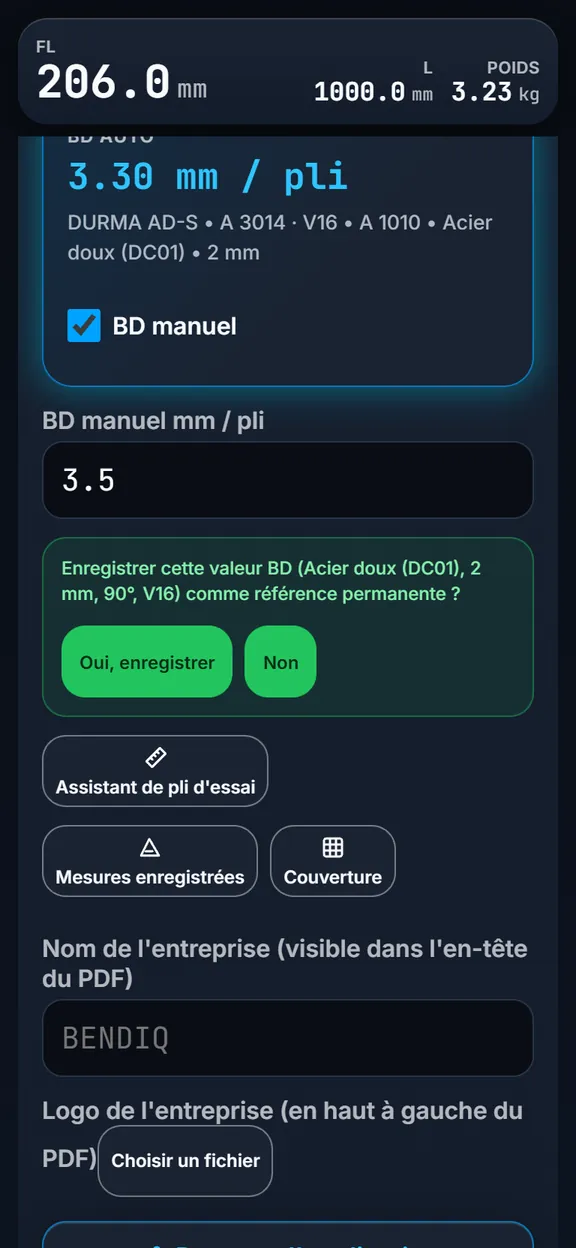 FL
206.0 mm
L
1000.0 mm
POIDS
3.23 kg
BD AUTO
3.30 mm / pli
DURMA AD-S • A 3014 · V16 • A 1010 • Acier
doux (DC01) • 2 mm
BD manuel
BD manuel mm / pli
3.5
Enregistrer cette valeur BD (Acier doux (DC01), 2
mm, 90°, V16) comme référence permanente ?
Oui, enregistrer
Non
Assistant de pli d'essai
Mesures enregistrées
Couverture
Nom de l'entreprise (visible dans l'en-tête
du PDF)
BENDIQ
Logo de l'entreprise (en haut à gauche du
PDF)
Choisir un fichier